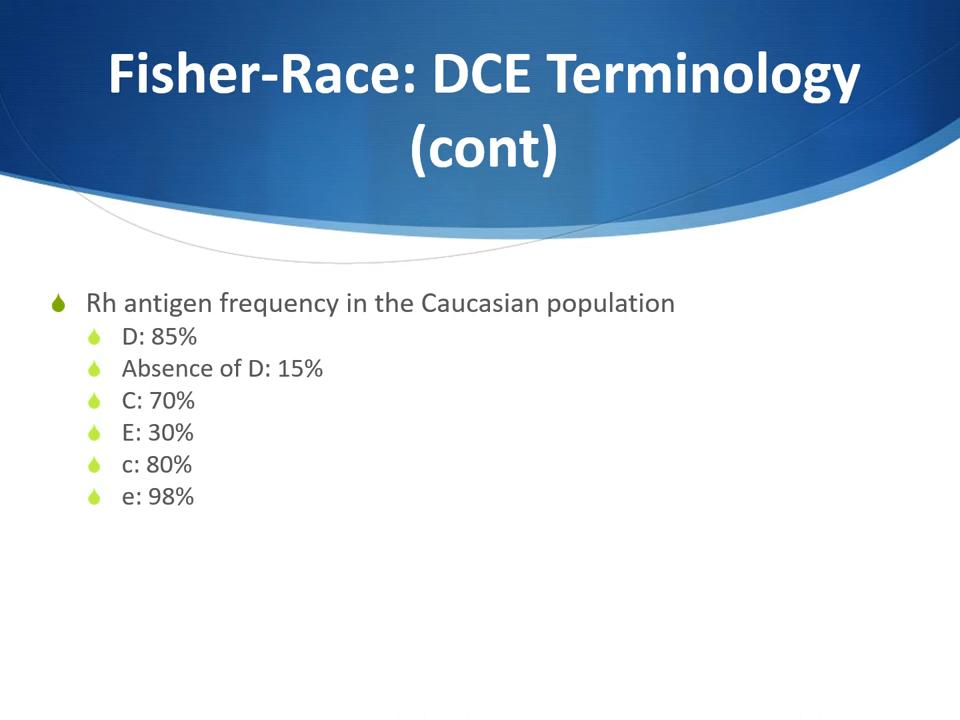 Fisher-Race: DCE Terminology
(cont)
Rh antigen frequency in the Caucasian population
D: 85%
Absence of D: 15%
C: 70%
E: 30%
c: 80%
e: 98%